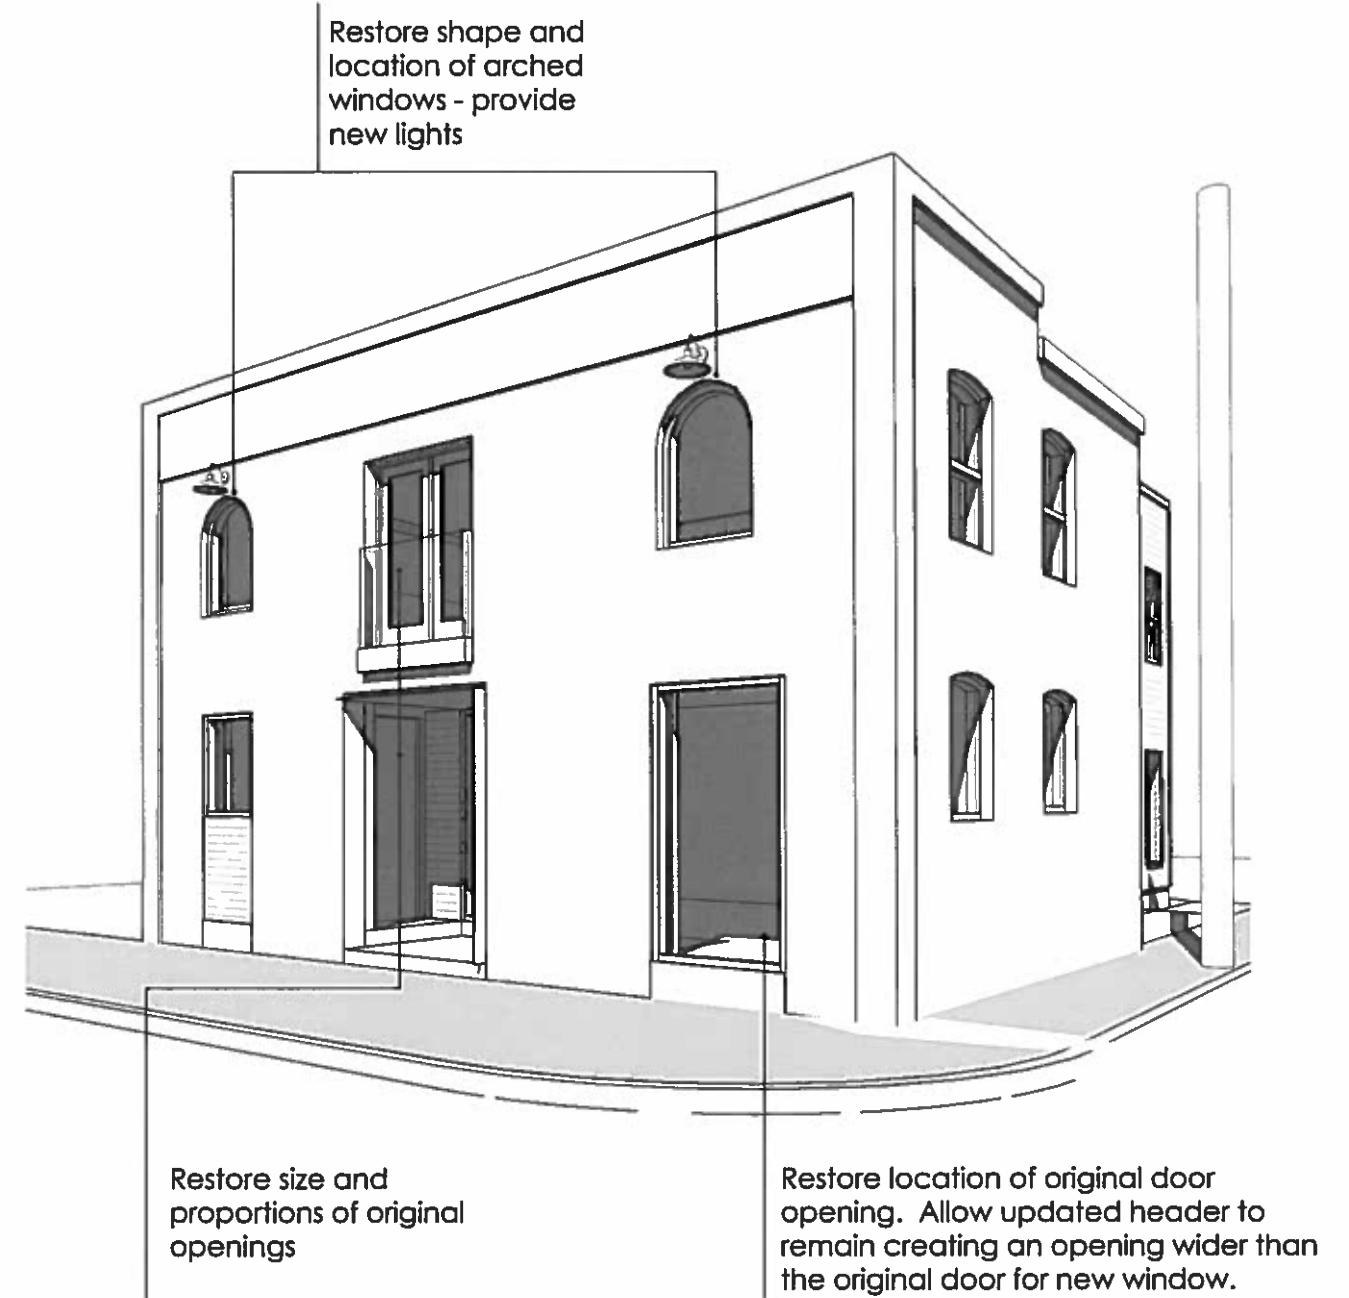 Restore shape and
location of arched
windows - provide
new lights
Restore size and
proportions of original
openings
Restore location of original door
opening.  Allow updated header to
remain creating an opening wider than
the original door for new window.